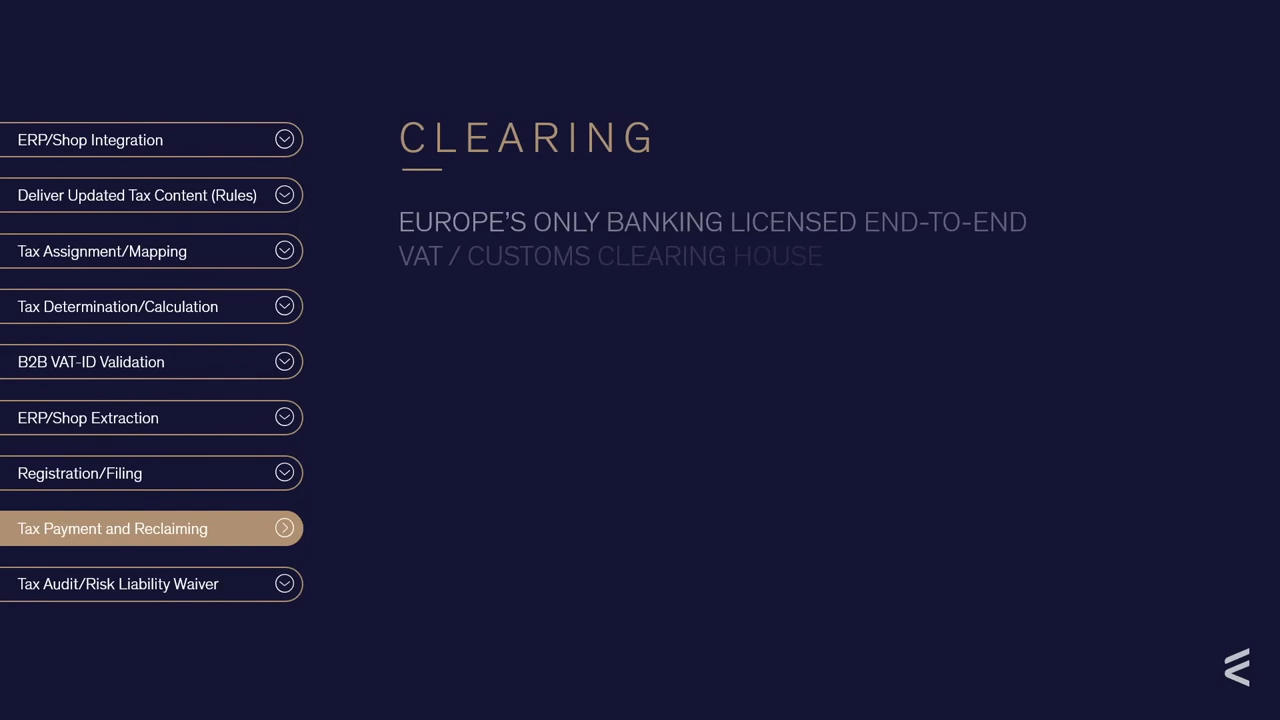 ERP/Shop Integration
Deliver Updated Tax Content (Rules)
Tax Assignment/Mapping
Tax Determination/Calculation
B2B VAT-ID Validation
ERP/Shop Extraction
Registration/Filing
Tax Payment and Reclaiming
Tax Audit/Risk Liability Waiver
CLEARING
EUROPE’S ONLY BANKING LICENSED END-TO-END
VAT / CUSTOMS CLEARING HOUSE